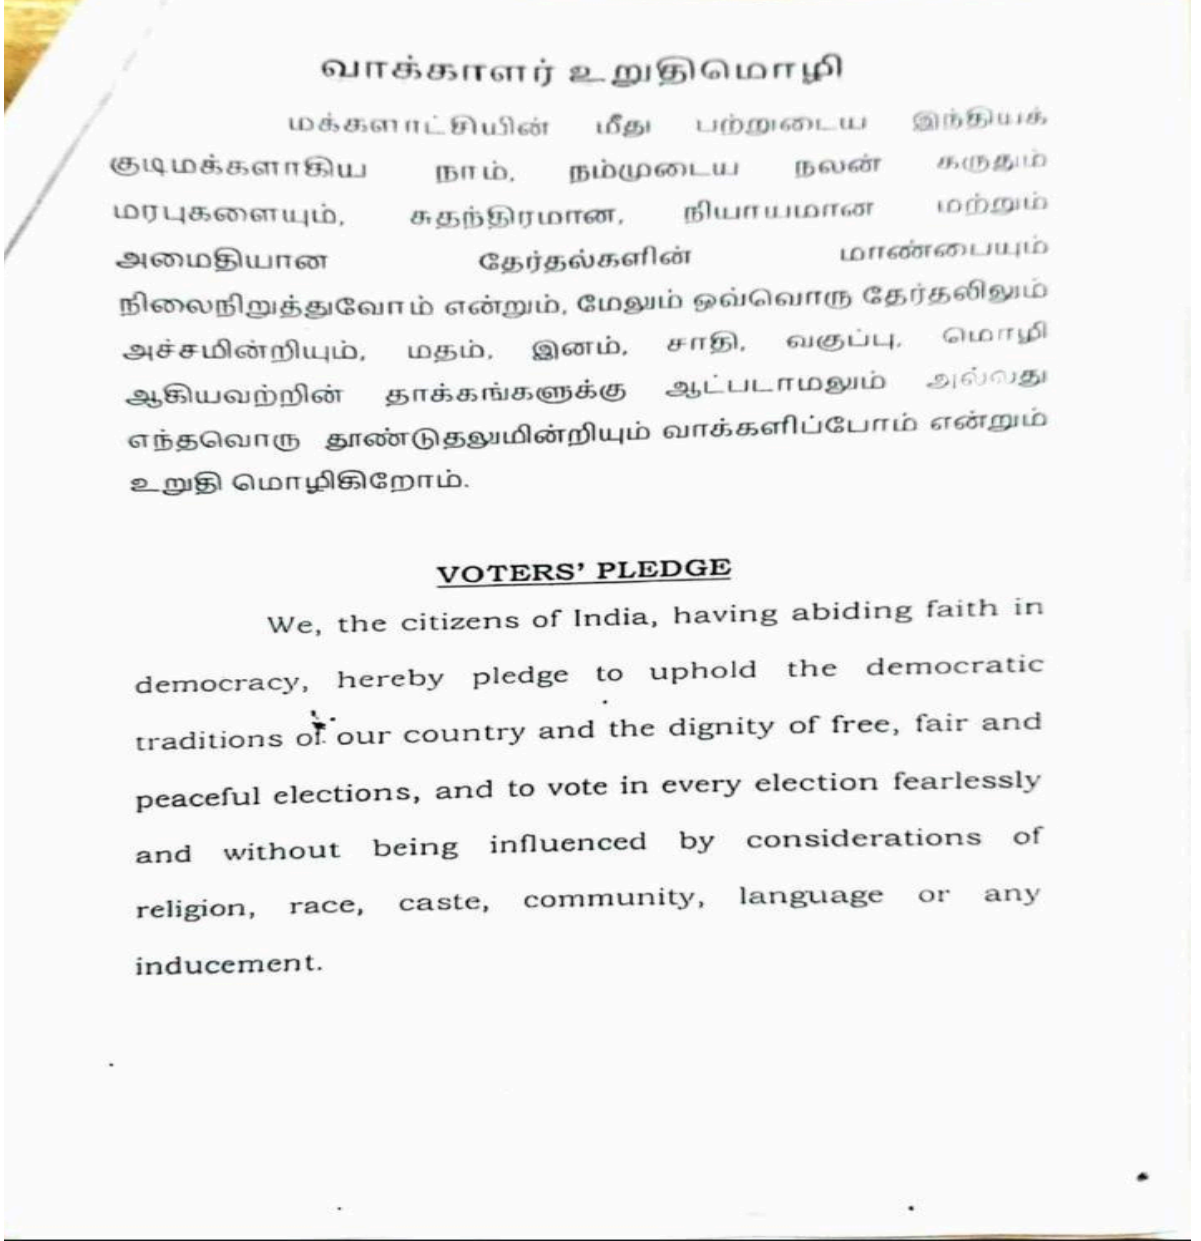 வாக்காளர் உறுதிமொழி
மக்களாட்சியின் மீது பற்றுடைய இந்தியக்
குடிமக்களாகிய நாம், நம்முடைய நலன் கருதும்
மரபுகளையும், சுதந்திரமான, நியாயமான மற்றும்
அமைதியான தேர்தல்களின் மாண்பையும்
நிலைநிறுத்துவோம் என்றும், மேலும் ஒவ்வொரு தேர்தலிலும்
அச்சமின்றியும், மதம், இனம், சாதி, வகுப்பு, மொழி
ஆகியவற்றின் தாக்கங்களுக்கு ஆட்படாமலும் அல்லது
எந்தவொரு தூண்டுதலுமின்றியும் வாக்களிப்போம் என்றும்
உறுதி மொழிகிறோம்.
VOTERS’ PLEDGE
We, the citizens of India, having abiding faith in
democracy, hereby pledge to uphold the democratic
traditions of our country and the dignity of free, fair and
peaceful elections, and to vote in every election fearlessly
and without being influenced by considerations of
religion, race, caste, community, language or any
inducement.